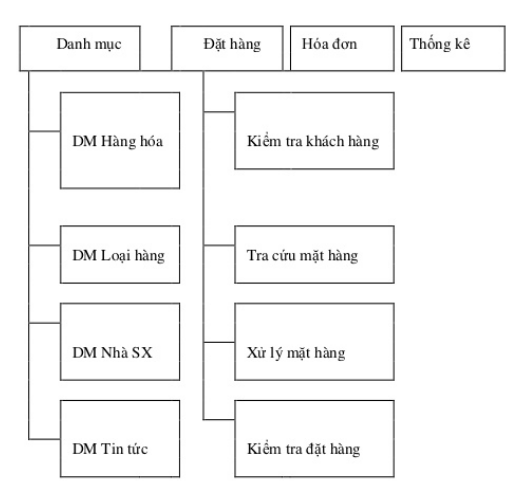 Danh mục
Đặt hàng
Hóa đơn
Thống kê
DM Hàng hóa
Kiểm tra khách hàng
DM Loại hàng
Tra cứu mặt hàng
DM Nhà SX
Xử lý mặt hàng
DM Tin tức
Kiểm tra đặt hàng